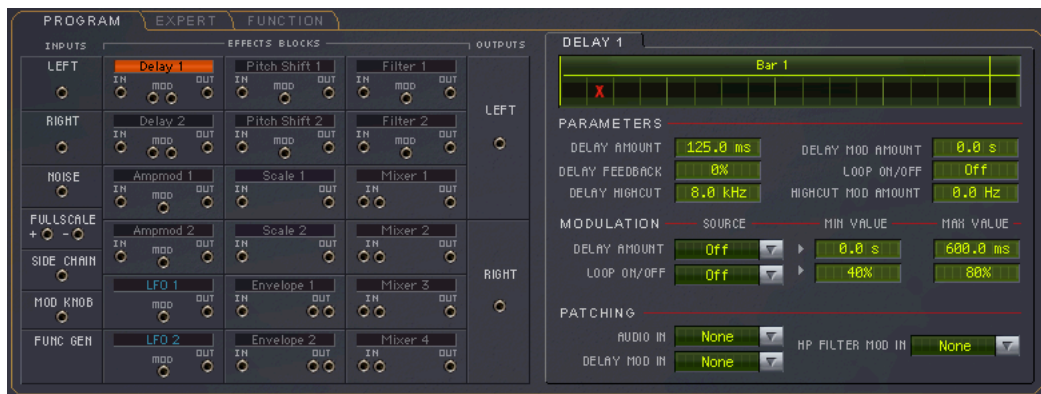 PROGRAM EXPERT FUNCTION
INPUTS EFFECTS BLOCKS OUTPUTS
LEFT
Delay 1
IN mod OUT
Pitch Shift 1
IN mod OUT
Filter 1
IN mod OUT
RIGHT
Delay 2
IN mod OUT
Pitch Shift 2
IN mod OUT
Filter 2
IN mod OUT
NOISE
Ampmod 1
IN mod OUT
Scale 1
IN OUT
Mixer 1
IN OUT
FULLSCALE
+ -
SIDE CHAIN
Ampmod 2
IN mod OUT
Scale 2
IN OUT
Mixer 2
IN OUT
MOD KNOB
LFO 1
mod OUT
Envelope 1
IN OUT
Mixer 3
IN OUT
FUNC GEN
LFO 2
mod OUT
Envelope 2
IN OUT
Mixer 4
IN OUT
LEFT
RIGHT
DELAY 1
Bar 1
X
PARAMETERS
DELAY AMOUNT 125.0 ms DELAY MOD AMOUNT 0.0 s
DELAY FEEDBACK 0% LOOP ON/OFF Off
DELAY HIGHCUT 8.0 kHz HIGHCUT MOD AMOUNT 0.0 Hz
MODULATION SOURCE MIN VALUE MAX VALUE
DELAY AMOUNT Off 0.0 s 600.0 ms
LOOP ON/OFF Off 40% 80%
PATCHING
AUDIO IN None HP FILTER MOD IN None
DELAY MOD IN None